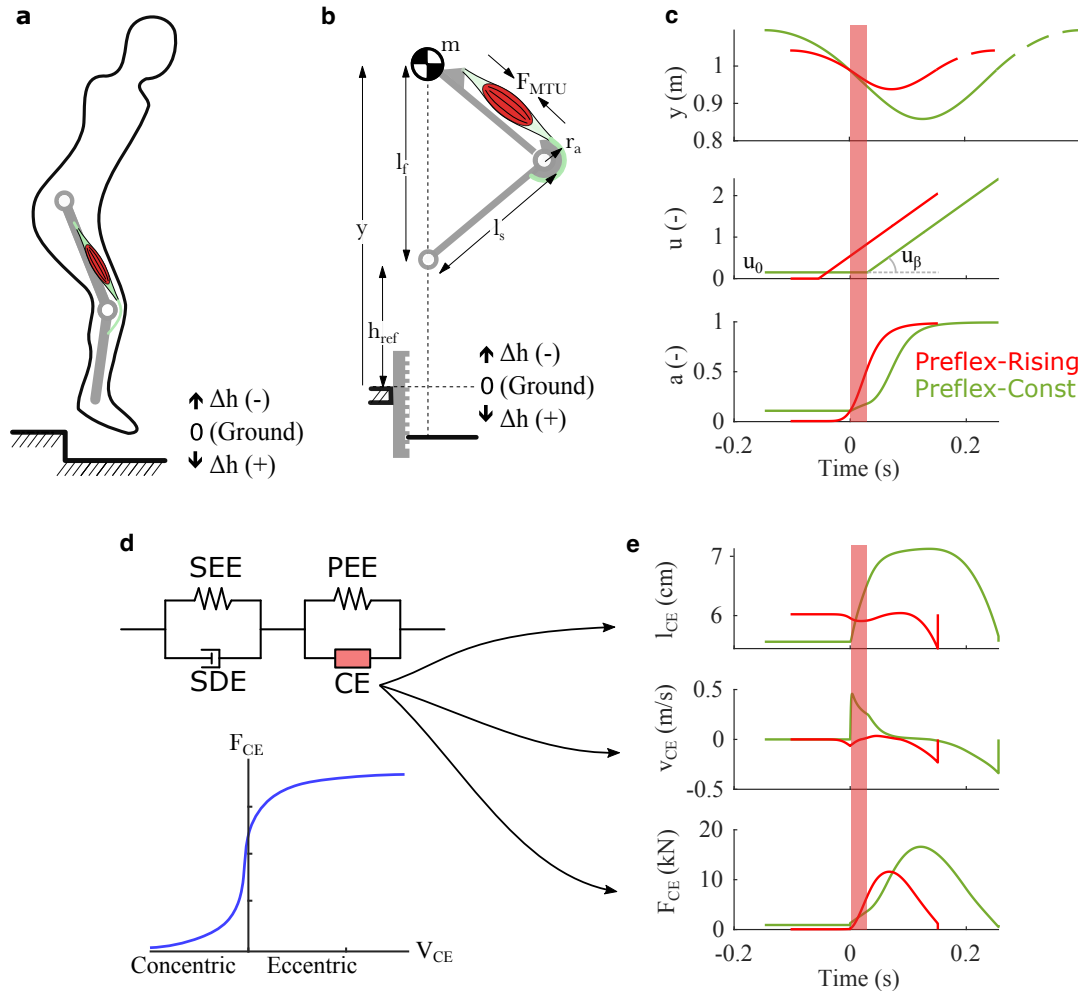 a
Δh (-)
0 (Ground)
Δh (+)
b
m
F_MTU
r_a
l_f
l_s
y
h_ref
Δh (-)
0 (Ground)
Δh (+)
c
y (m)
1
0.9
0.8
u (-)
2
1
0
u_0
u_β
a (-)
1
0.5
0
Preflex-Rising
Preflex-Const
-0.2
0
0.2
Time (s)
d
SEE
PEE
SDE
CE
F_CE
V_CE
Concentric
Eccentric
e
l_CE (cm)
7
6
v_CE (m/s)
0.5
0
-0.5
F_CE (kN)
20
10
0
-0.2
0
0.2
Time (s)